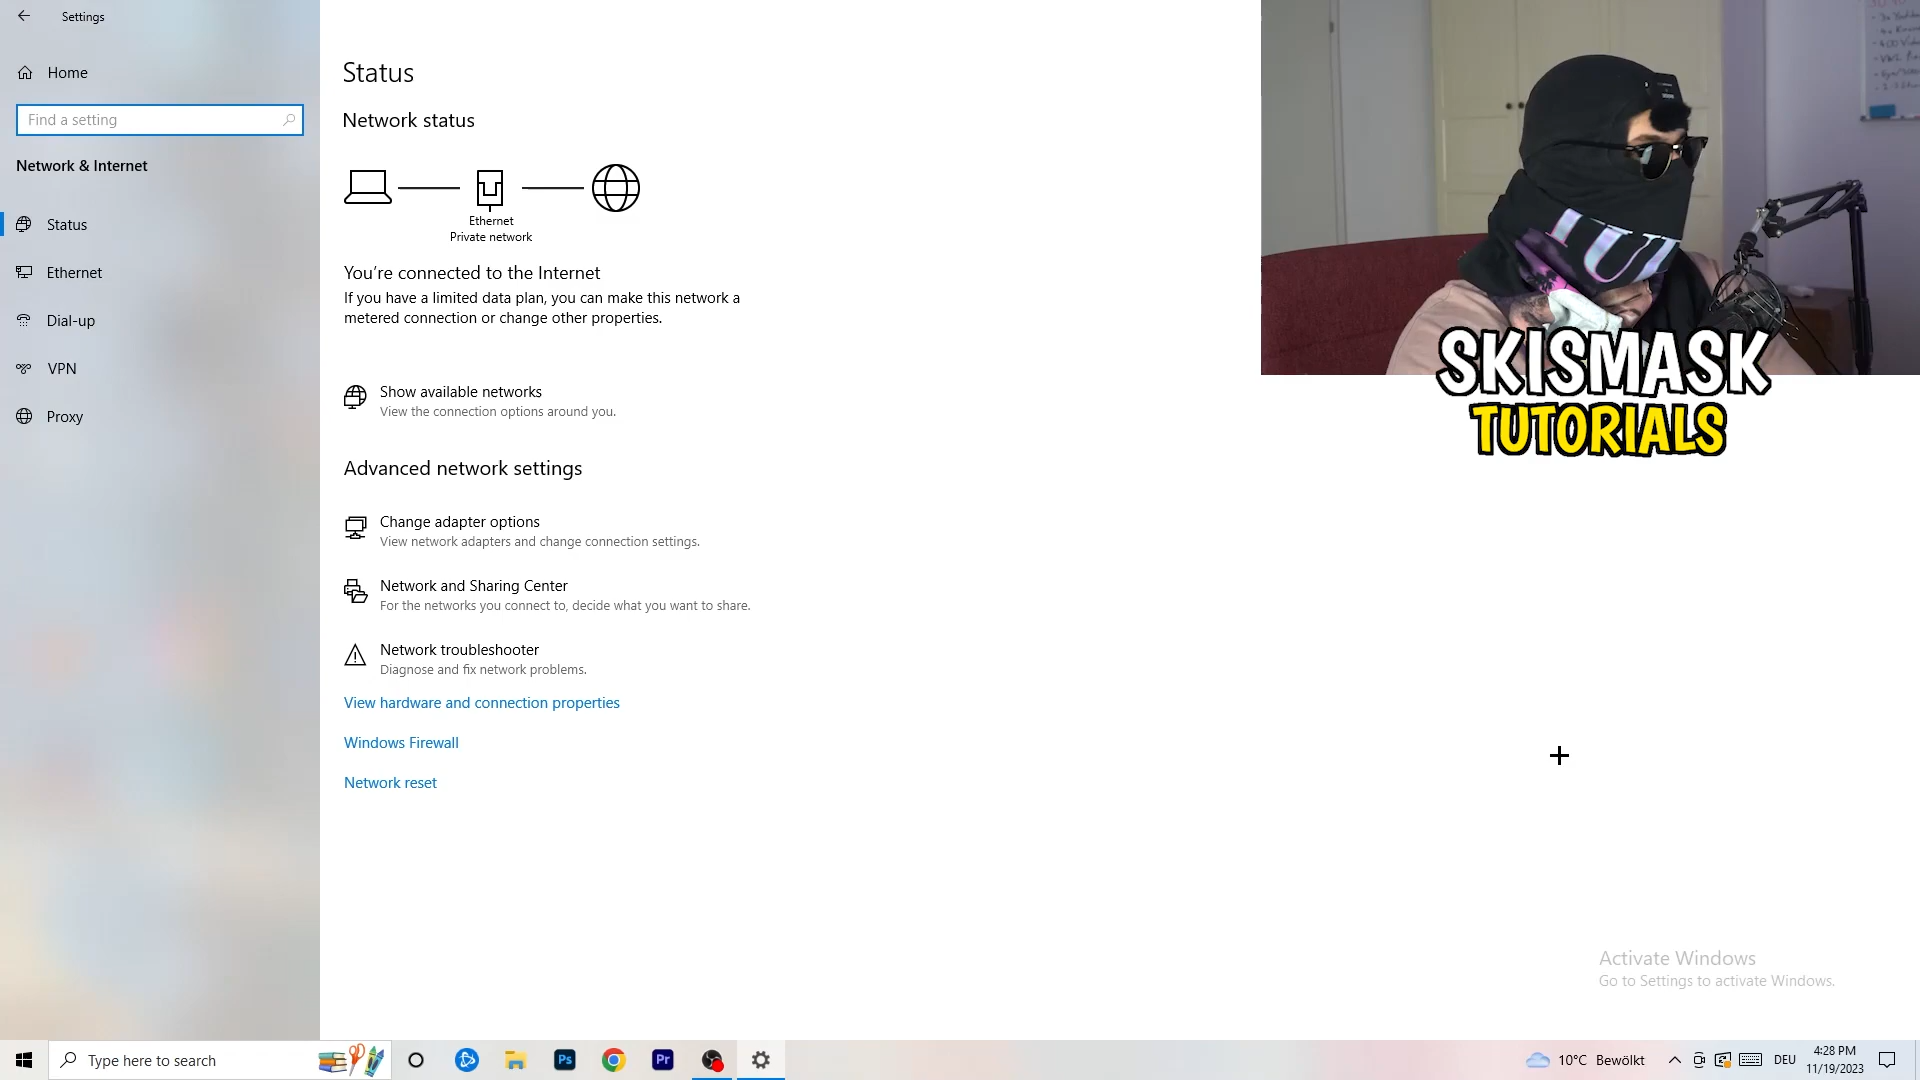 Settings
Home
Find a setting
Network & Internet
Status
Ethernet
Dial-up
VPN
Proxy
Status
Network status
Ethernet
Private network
You're connected to the Internet
If you have a limited data plan, you can make this network a
metered connection or change other properties.
Show available networks
View the connection options around you.
Advanced network settings
Change adapter options
View network adapters and change connection settings.
Network and Sharing Center
For the networks you connect to, decide what you want to share.
Network troubleshooter
Diagnose and fix network problems.
View hardware and connection properties
Windows Firewall
Network reset
SKISMASK
TUTORIALS
Activate Windows
Go to Settings to activate Windows.
Type here to search
Ps
Pr
10°C Bewölkt
DEU
4:28 PM
11/19/2023